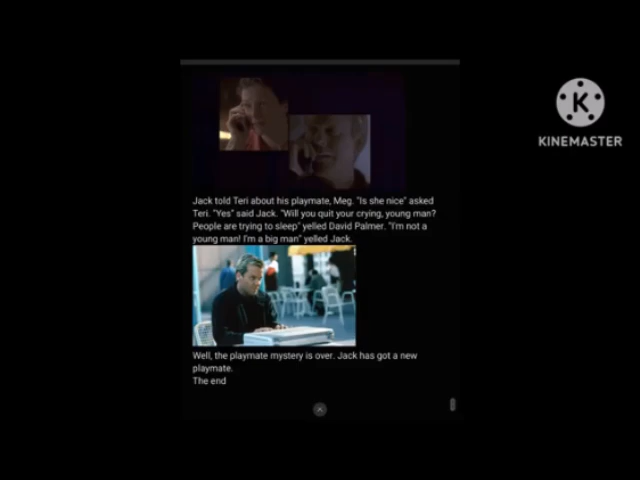 K
KINEMASTER
Jack told Teri about his playmate, Meg. "Is she nice" asked
Teri. "Yes" said Jack. "Will you quit your crying, young man?
People are trying to sleep" yelled David Palmer. "I'm not a
young man! I'm a big man" yelled Jack.
Well, the playmate mystery is over. Jack has got a new
playmate.
The end